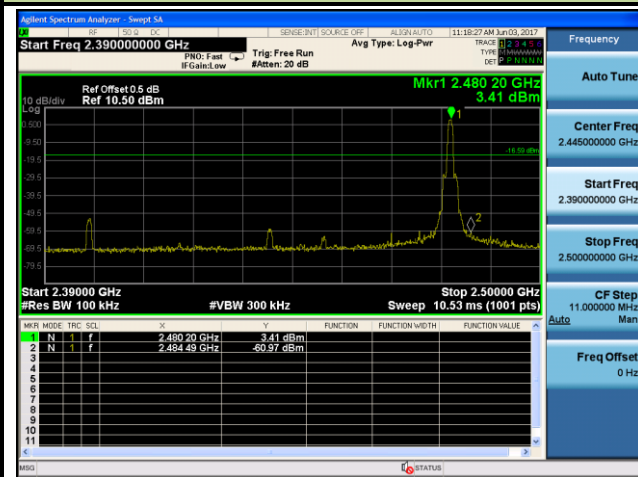 Agilent Spectrum Analyzer - Swept SA
RF 50 Ω DC SENSE:INT SOURCE OFF ALIGN AUTO 11:18:27 AM Jun 03, 2017
Start Freq 2.390000000 GHz
PNO: Fast
IFGain:Low
Trig: Free Run
#Atten: 20 dB
Avg Type: Log-Pwr
TRACE 1 2 3 4 5 6
TYPE
DET P P N N N N
Ref Offset 0.5 dB
10 dB/div Ref 10.50 dBm
Log
Mkr1 2.480 20 GHz
3.41 dBm
0.500
-9.50
-19.5
-29.5
-39.5
-49.5
-59.5
-69.5
-79.5
1
2
Start 2.39000 GHz Stop 2.50000 GHz
#Res BW 100 kHz #VBW 300 kHz Sweep 10.53 ms (1001 pts)
MKR MODE TRC SCL X Y FUNCTION FUNCTION WIDTH FUNCTION VALUE
1 N 1 f 2.480 20 GHz 3.41 dBm
2 N 1 f 2.484 49 GHz -60.97 dBm
3
4
5
6
7
8
9
10
11
MSG STATUS
Frequency
Auto Tune
Center Freq
2.445000000 GHz
Start Freq
2.390000000 GHz
Stop Freq
2.500000000 GHz
CF Step
11.000000 MHz
Auto Man
Freq Offset
0 Hz